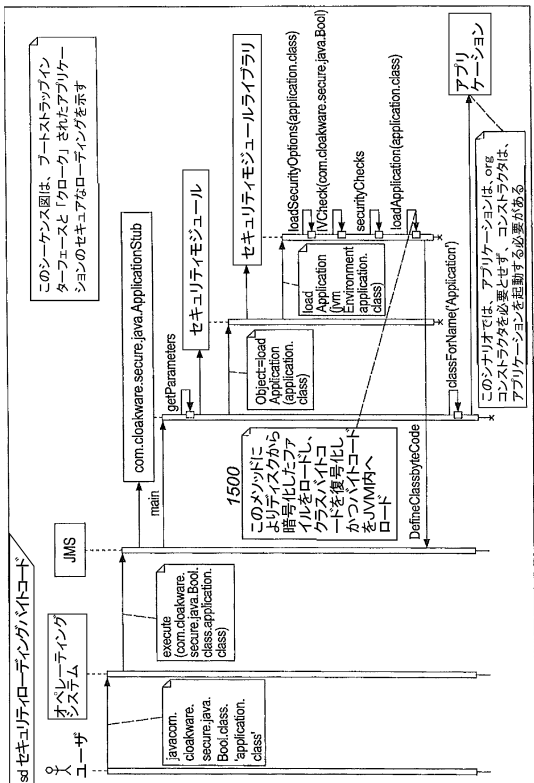 sd セキュリティローディングバイトコード
ユーザ
オペレーティング
システム
JMS
com.cloakware.secure.java.ApplicationStub
セキュリティモジュール
セキュリティモジュールライブラリ
アプリ
ケーション
このシーケンス図は、ブートストラップイン
ターフェースと「クローク」されたアプリケー
ションのセキュアなローディングを示す
javacom.
cloakware.
secure.java.
Bool.class.
'application.
class'
execute
(com.cloakware.
secure.java.Bool.
class.application.
class)
main
getParameters
Object=load
Application
(application.
class)
load
Application
(jvm
Environment
application.
class)
loadSecurityOptions(application.class)
IVCheck(com.cloakware.secure.java.Bool)
securityChecks
loadApplication(application.class)
1500
このメソッドに
よりディスクから
暗号化したファ
イルをロードし、
クラスバイトコ
ードを復号化し
かつバイトコード
をJVM内へ
ロード
DefineClassbyteCode
classForName('Application')
このシナリオでは、アプリケーションは、org
コンストラクタを必要とせず、コンストラクタは、
アプリケーションを起動する必要がある